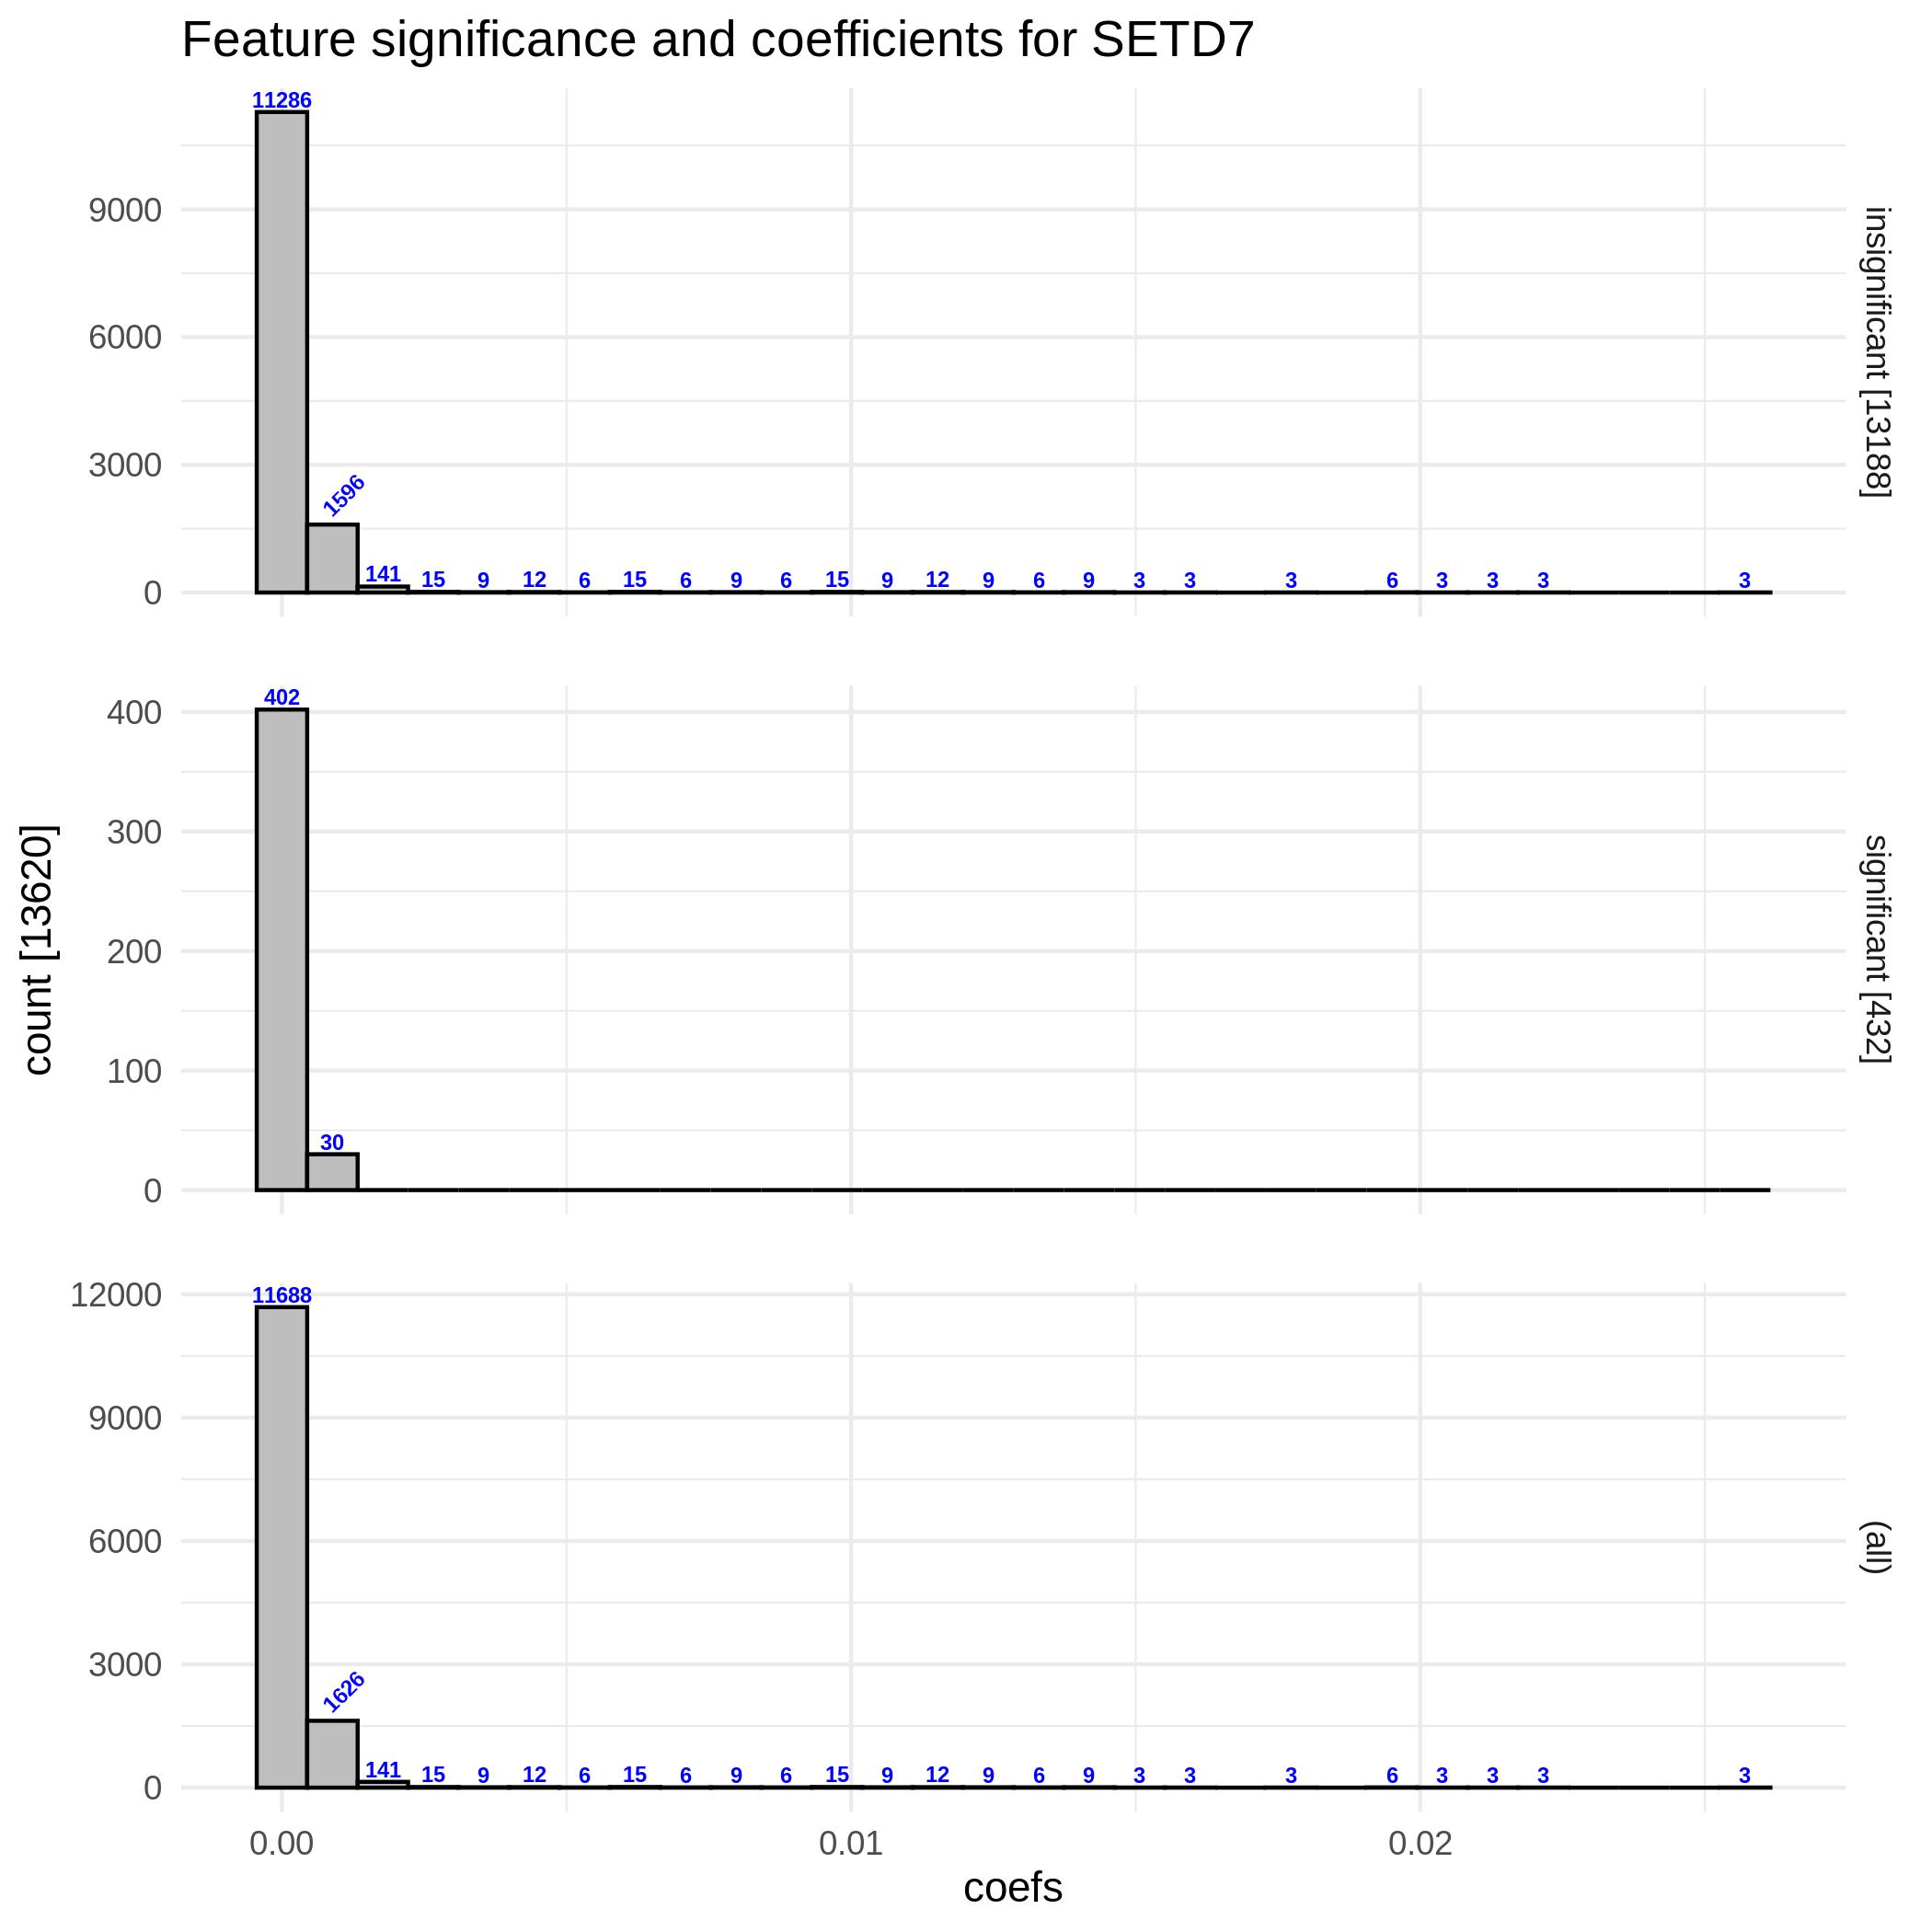 Feature significance and coefficients for SETD7
11286
9000
6000
3000
0
1596
141 15 9 12 6 15 6 9 6 15 9 12 9 6 9 3 3 3 6 3 3 3 3
insignificant [13188]
402
400
300
200
100
0
30
significant [432]
count [13620]
12000
11688
9000
6000
3000
0
1626
141 15 9 12 6 15 6 9 6 15 9 12 9 6 9 3 3 3 6 3 3 3 3
(all)
0.00 0.01 0.02
coefs